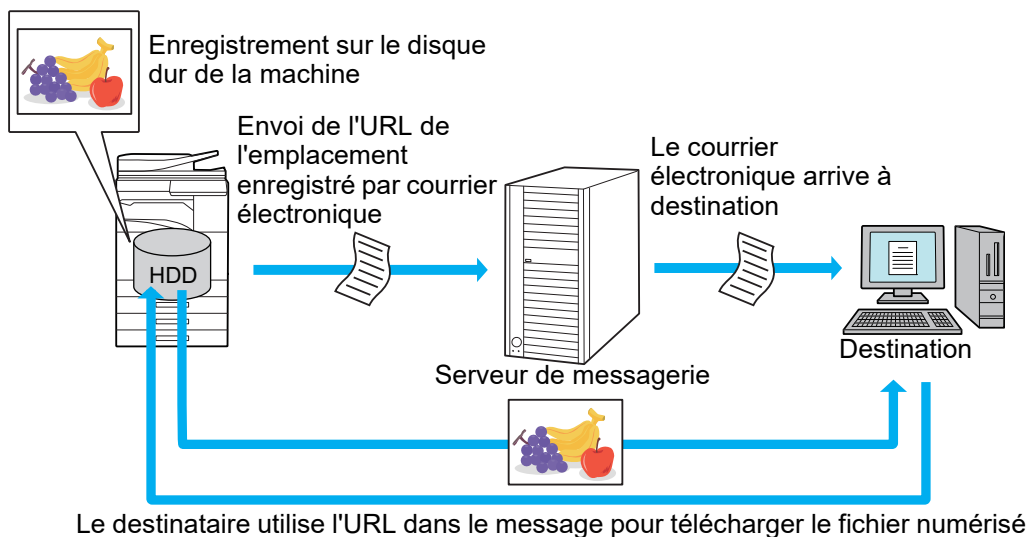 Enregistrement sur le disque
dur de la machine
Envoi de l'URL de
l'emplacement
enregistré par courrier
électronique
Le courrier
électronique arrive à
destination
HDD
Destination
Serveur de messagerie
Le destinataire utilise l'URL dans le message pour télécharger le fichier numérisé